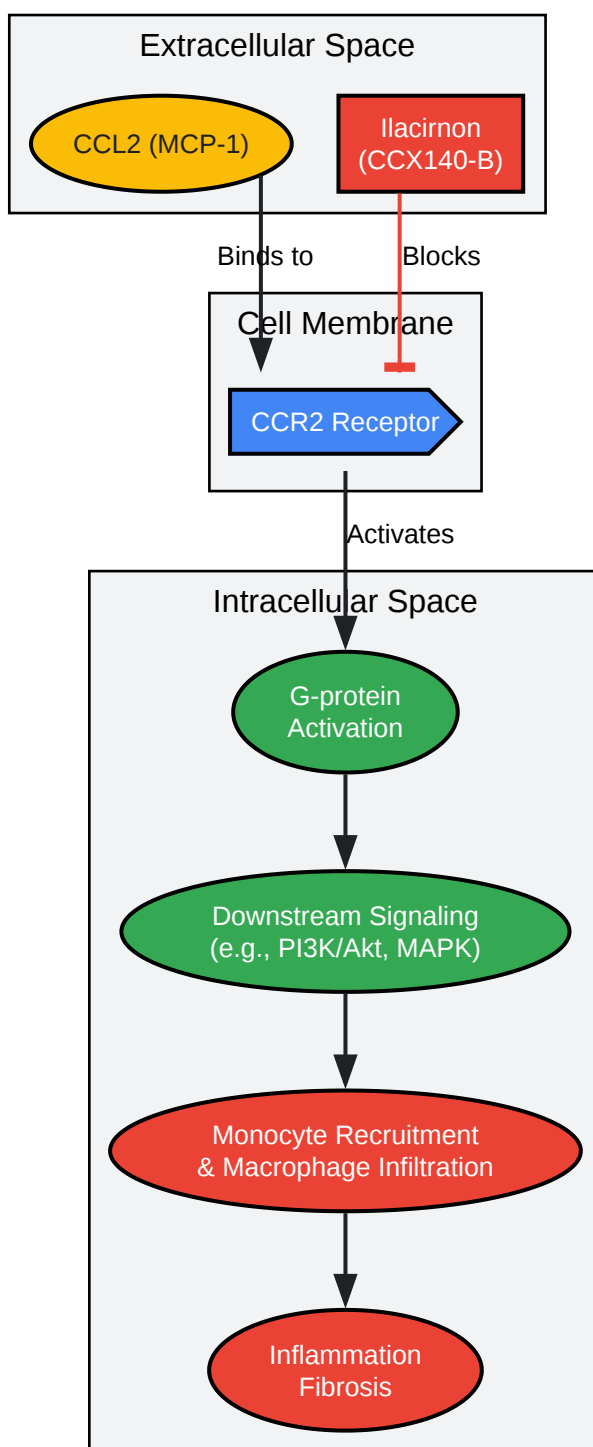 Extracellular Space
CCL2 (MCP-1)
Ilacirnon
(CCX140-B)
Binds to
Blocks
Cell Membrane
CCR2 Receptor
Activates
Intracellular Space
G-protein
Activation
Downstream Signaling
(e.g., PI3K/Akt, MAPK)
Monocyte Recruitment
& Macrophage Infiltration
Inflammation
Fibrosis